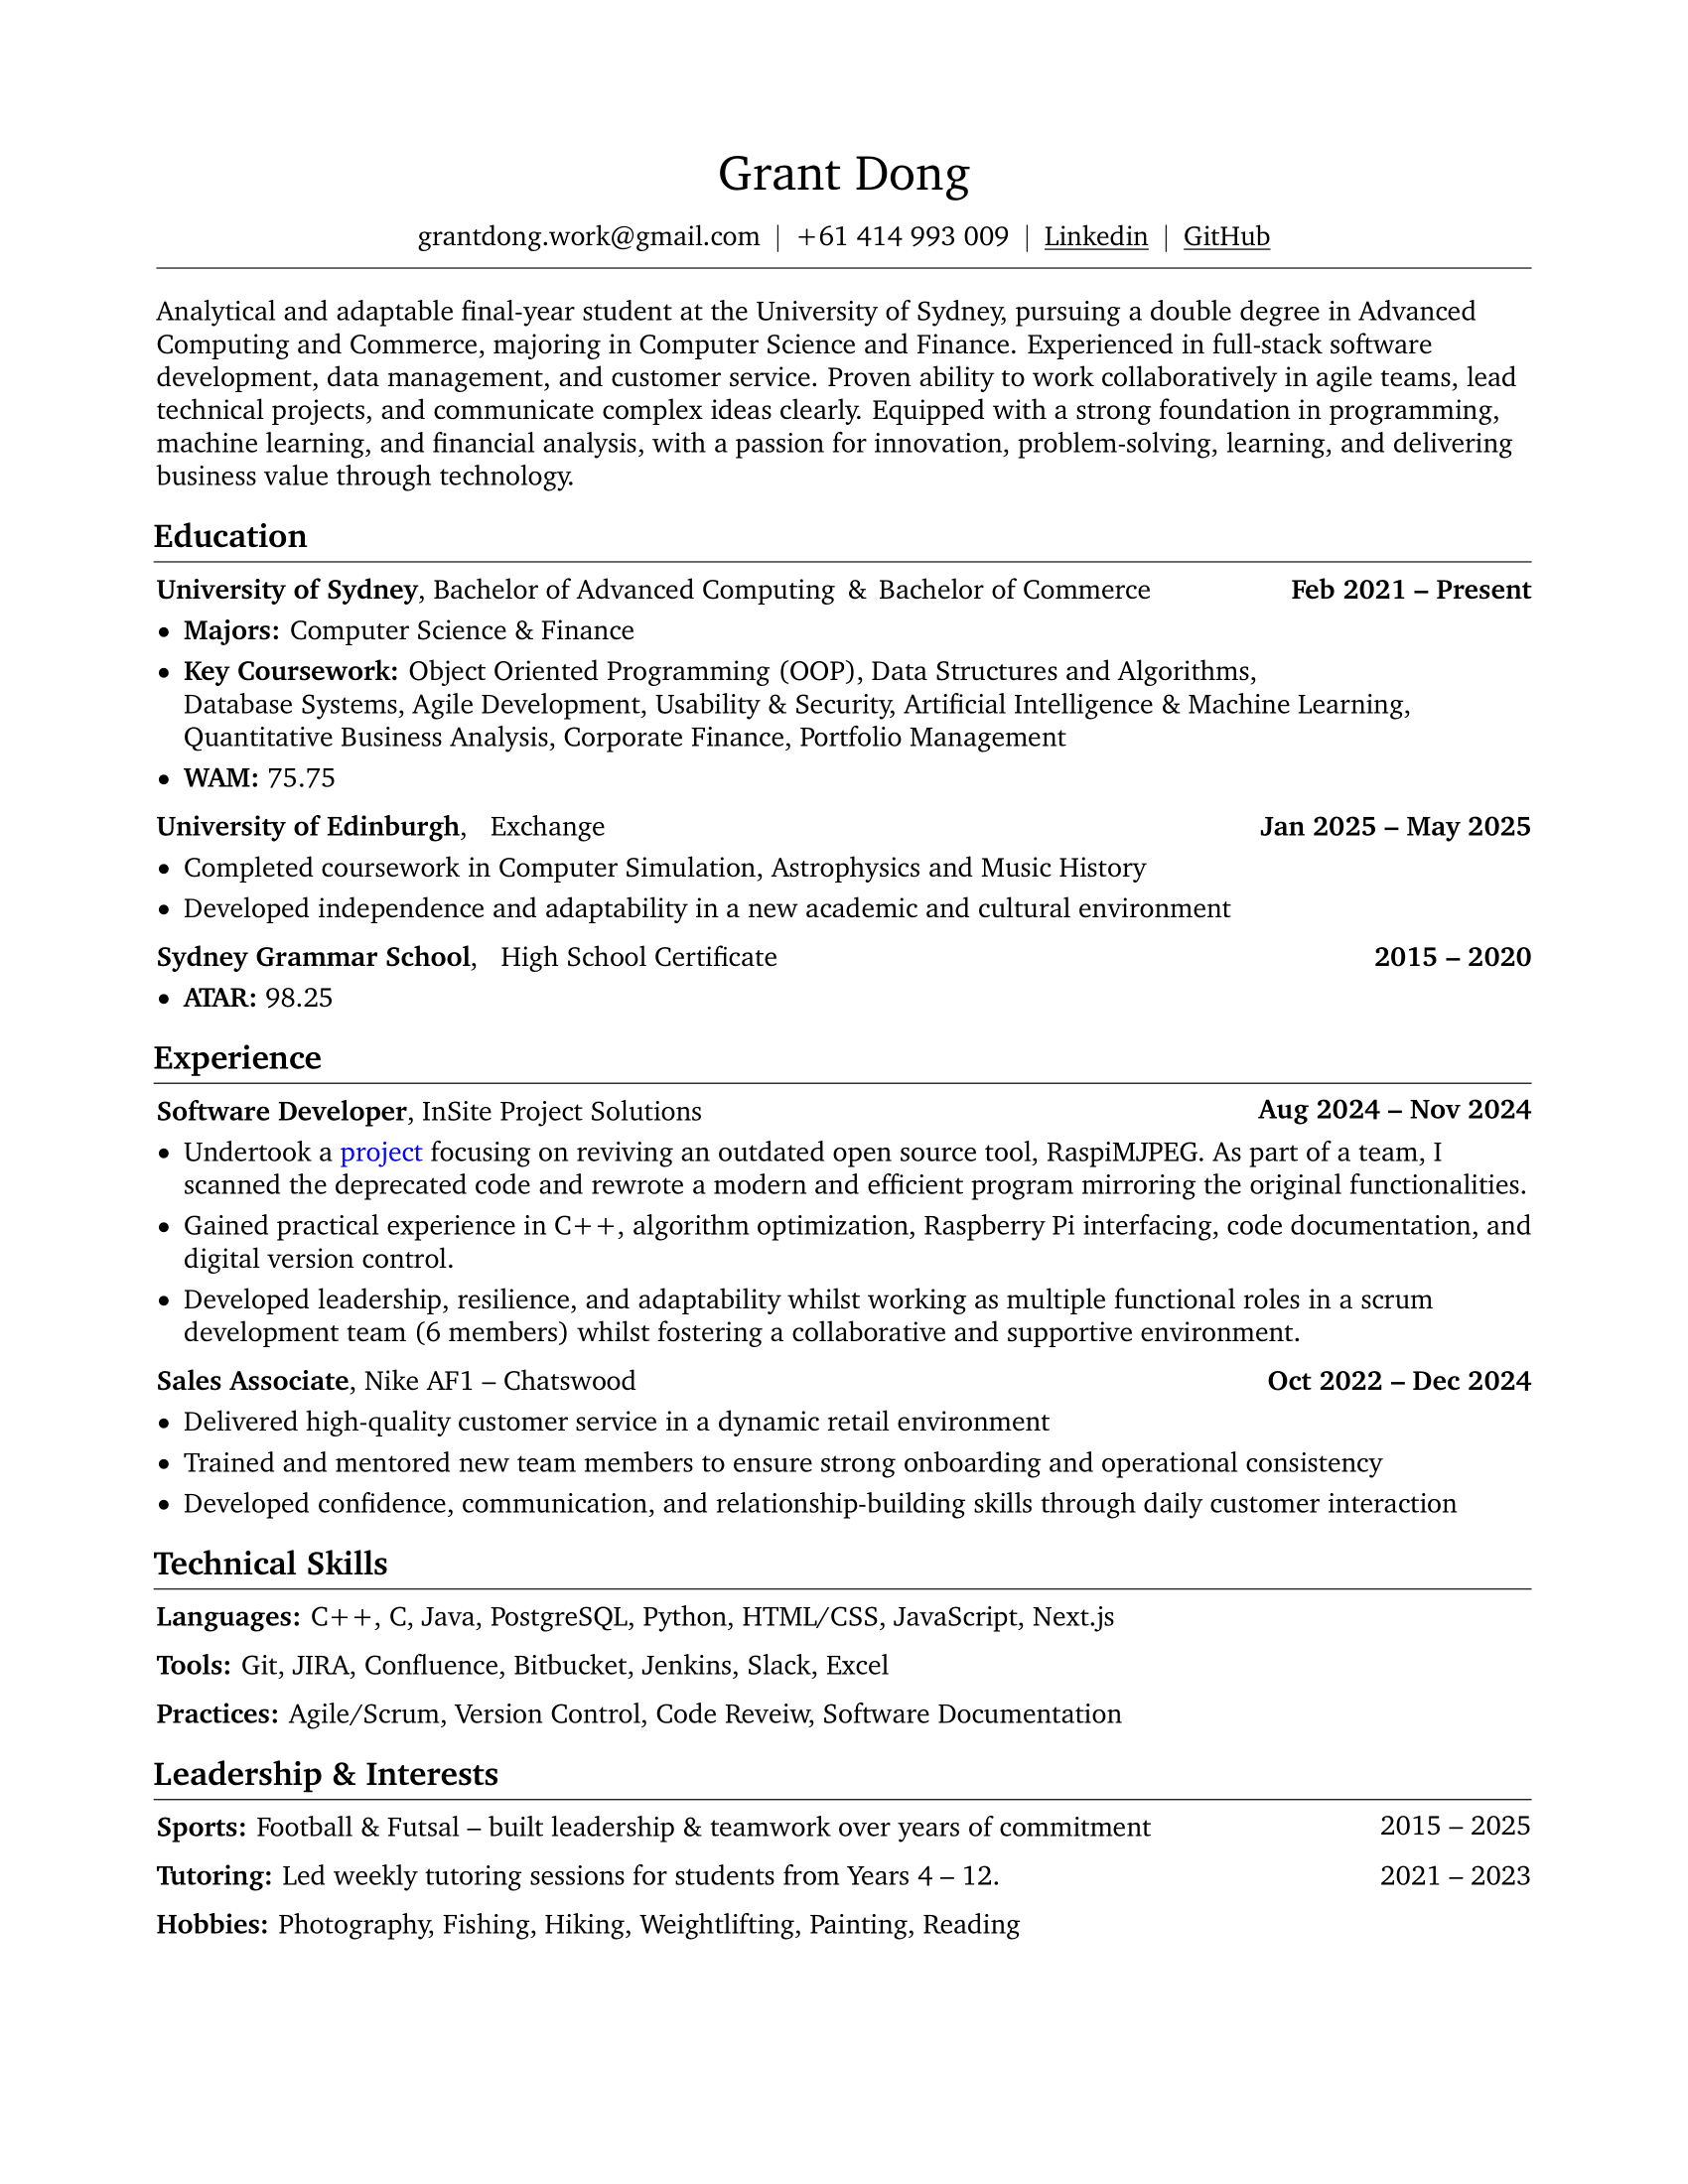 Grant Dong
grantdong.work@gmail.com | +61 414 993 009 | Linkedin | GitHub
Analytical and adaptable final-year student at the University of Sydney, pursuing a double degree in Advanced
Computing and Commerce, majoring in Computer Science and Finance. Experienced in full-stack software
development, data management, and customer service. Proven ability to work collaboratively in agile teams, lead
technical projects, and communicate complex ideas clearly. Equipped with a strong foundation in programming,
machine learning, and financial analysis, with a passion for innovation, problem-solving, learning, and delivering
business value through technology.
Education
University of Sydney, Bachelor of Advanced Computing & Bachelor of Commerce Feb 2021 – Present
• Majors: Computer Science & Finance
• Key Coursework: Object Oriented Programming (OOP), Data Structures and Algorithms,
Database Systems, Agile Development, Usability & Security, Artificial Intelligence & Machine Learning,
Quantitative Business Analysis, Corporate Finance, Portfolio Management
• WAM: 75.75
University of Edinburgh, Exchange Jan 2025 – May 2025
• Completed coursework in Computer Simulation, Astrophysics and Music History
• Developed independence and adaptability in a new academic and cultural environment
Sydney Grammar School, High School Certificate 2015 – 2020
• ATAR: 98.25
Experience
Software Developer, InSite Project Solutions Aug 2024 – Nov 2024
• Undertook a project focusing on reviving an outdated open source tool, RaspiMJPEG. As part of a team, I
scanned the deprecated code and rewrote a modern and efficient program mirroring the original functionalities.
• Gained practical experience in C++, algorithm optimization, Raspberry Pi interfacing, code documentation, and
digital version control.
• Developed leadership, resilience, and adaptability whilst working as multiple functional roles in a scrum
development team (6 members) whilst fostering a collaborative and supportive environment.
Sales Associate, Nike AF1 – Chatswood Oct 2022 – Dec 2024
• Delivered high-quality customer service in a dynamic retail environment
• Trained and mentored new team members to ensure strong onboarding and operational consistency
• Developed confidence, communication, and relationship-building skills through daily customer interaction
Technical Skills
Languages: C++, C, Java, PostgreSQL, Python, HTML/CSS, JavaScript, Next.js
Tools: Git, JIRA, Confluence, Bitbucket, Jenkins, Slack, Excel
Practices: Agile/Scrum, Version Control, Code Reveiw, Software Documentation
Leadership & Interests
Sports: Football & Futsal – built leadership & teamwork over years of commitment 2015 – 2025
Tutoring: Led weekly tutoring sessions for students from Years 4 – 12. 2021 – 2023
Hobbies: Photography, Fishing, Hiking, Weightlifting, Painting, Reading